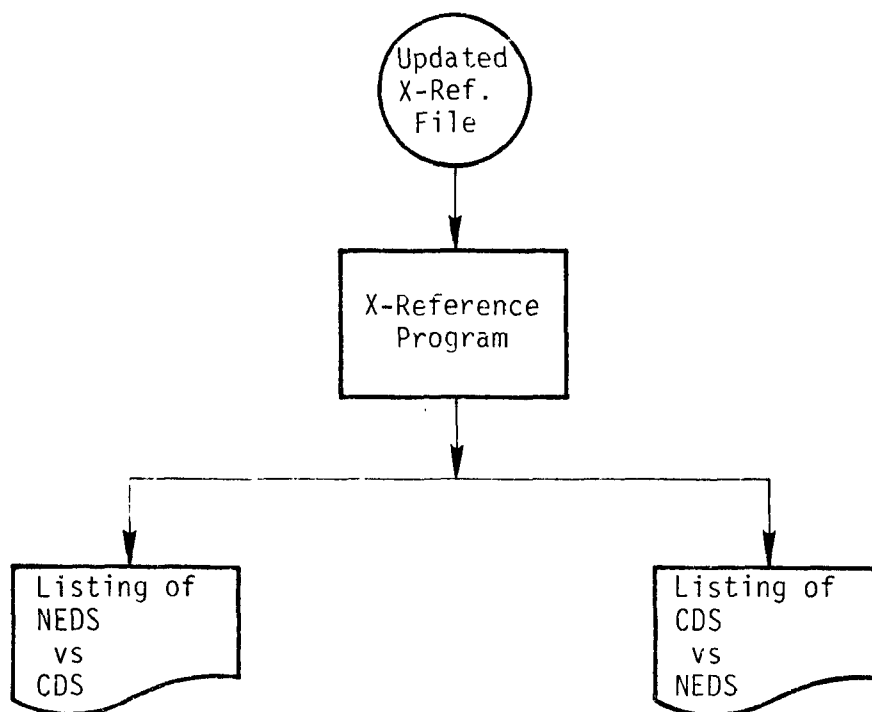 Updated
X-Ref.
File
X-Reference
Program
Listing of
NEDS
vs
CDS
Listing of
CDS
vs
NEDS